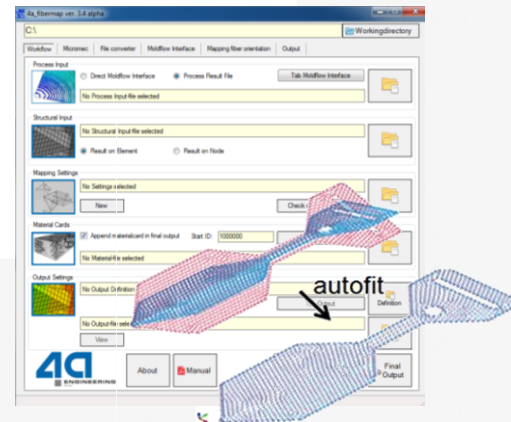 4a_fibermap ver. 3.4 alpha
C:\
Workingdirectory
Workflow Micromec File converter Moldflow Interface Mapping fiber orientation Output
Process Input
Direct Moldflow Interface Process Result File Tab Moldflow Interface
No Process Input-file selected
Structural Input
No Structural Input-file selected
Result on Element Result on Node
Mapping Settings
No Settings selected
New Check
Material Cards
Append materialcard in final output Start ID: 1000000
No Material-file selected
Output Settings
No Output Definition
Output
Definition
autofit
No Output-file
View
4a
ENGINEERING
About Manual
Final
Output